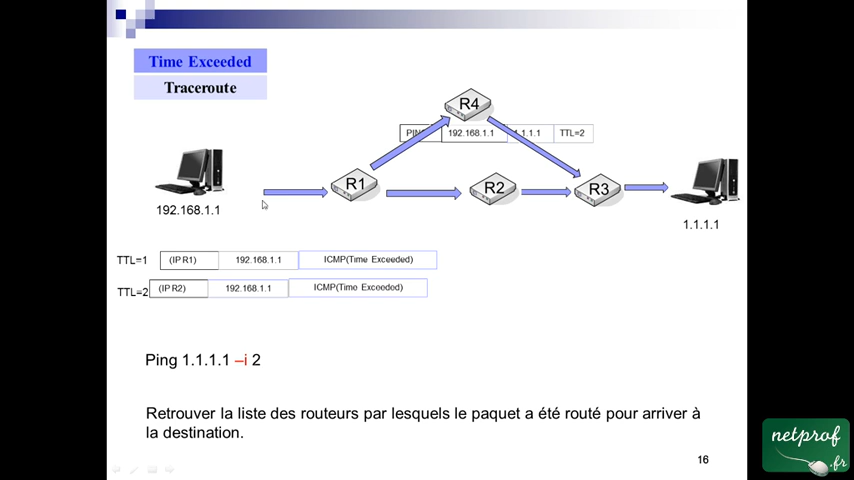 Time Exceeded
Traceroute
R4
PIN 192.168.1.1 1.1.1.1 TTL=2
R1
R2
R3
192.168.1.1
1.1.1.1
TTL=1 (IP R1) 192.168.1.1 ICMP(Time Exceeded)
TTL=2 (IP R2) 192.168.1.1 ICMP(Time Exceeded)
Ping 1.1.1.1 –i 2
Retrouver la liste des routeurs par lesquels le paquet a été routé pour arriver à
la destination.
16
netprof
.fr